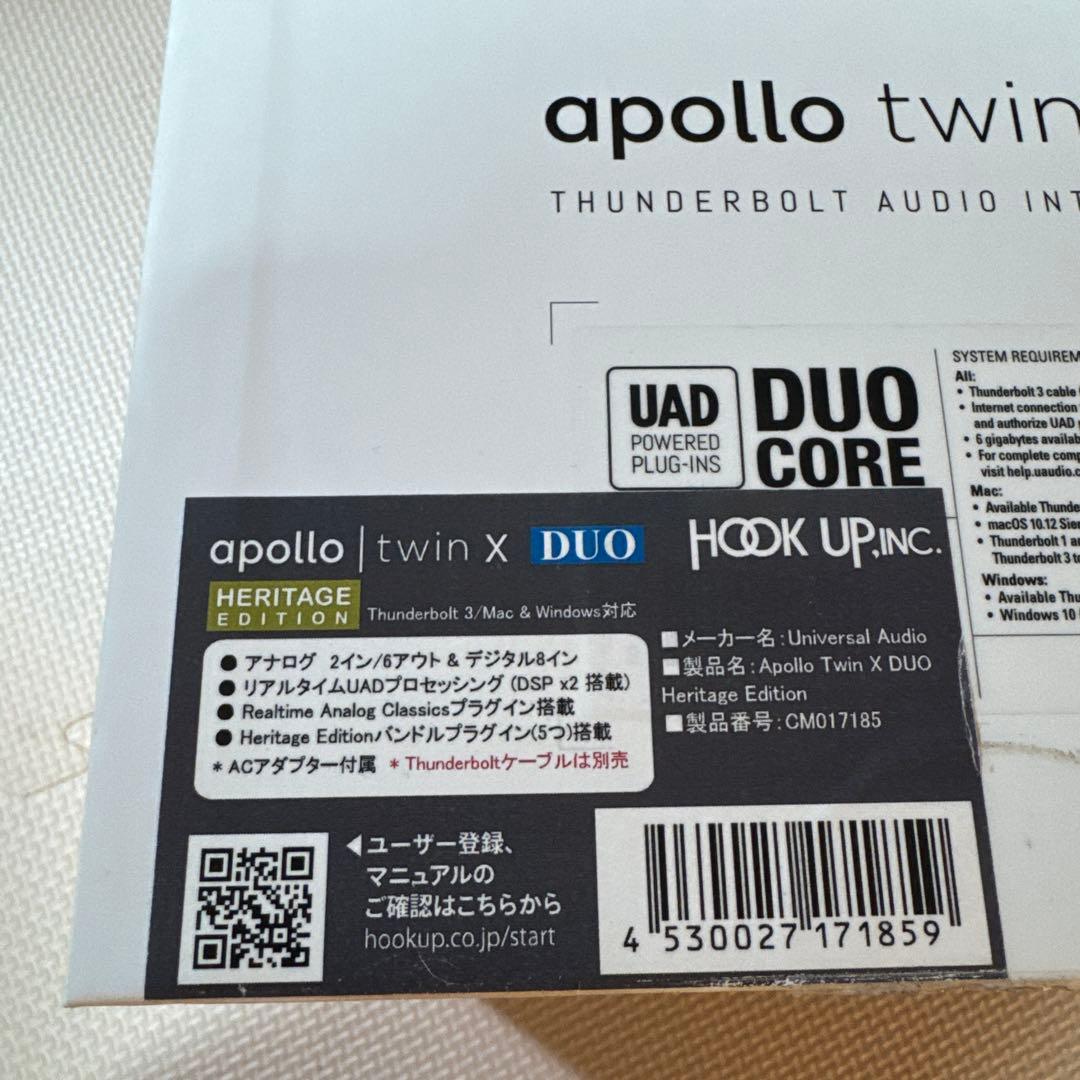 apollo twin
THUNDERBOLT AUDIO
UAD
POWERED
PLUG-INS
DUO
CORE
SYSTEM
All:
• Thunderbolt 3 cable
• Internet connection
and authorize UAD
• 6 gigabytes
• For complete
visit
Mac:
• Available
• macOS 10.12
• Thunderbolt 1
Thunderbolt 3
Windows:
• Available
• Windows 10
apollo | twin X DUO
HOOK UP,INC.
HERITAGE
EDITION
Thunderbolt 3/Mac & Windows対応
● アナログ 2イン/6アウト & デジタル8イン
● リアルタイムUADプロセッシング (DSP x2 搭載)
● Realtime Analog Classicsプラグイン搭載
● Heritage Editionバンドルプラグイン(5つ)搭載
* ACアダプター付属 * Thunderboltケーブルは別売
■メーカー名:Universal Audio
■製品名:Apollo Twin X DUO
Heritage Edition
■製品番号:CM017185
◀ユーザー登録、
マニュアルの
ご確認はこちらから
hookup.co.jp/start
4 530027 171859